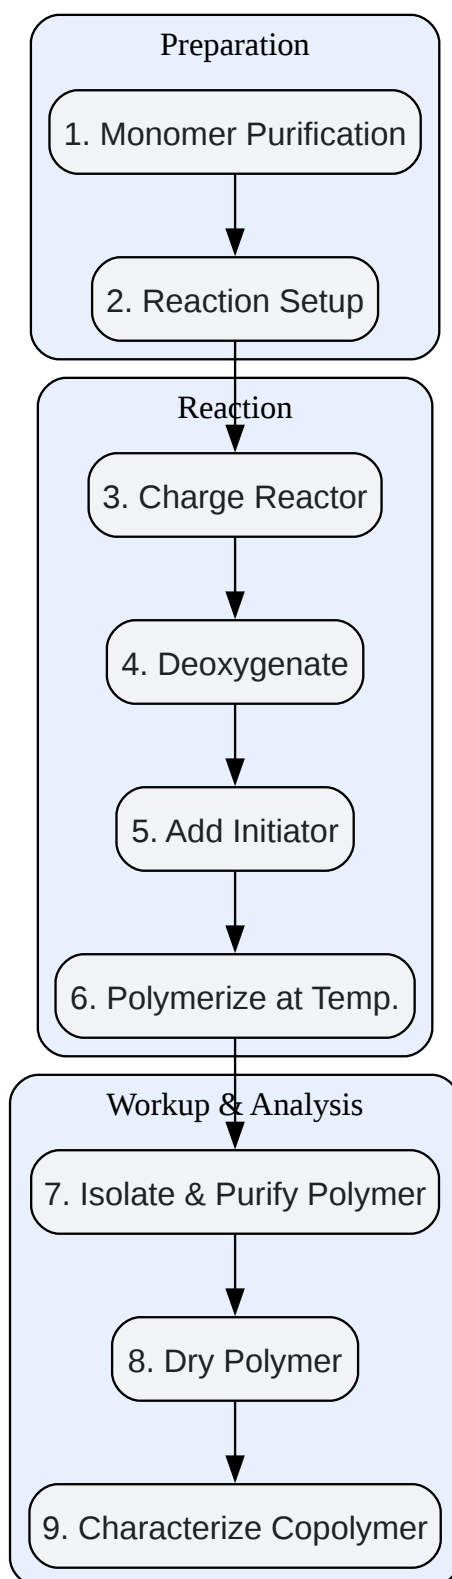 Preparation
1. Monomer Purification
2. Reaction Setup
Reaction
3. Charge Reactor
4. Deoxygenate
5. Add Initiator
6. Polymerize at Temp.
Workup & Analysis
7. Isolate & Purify Polymer
8. Dry Polymer
9. Characterize Copolymer